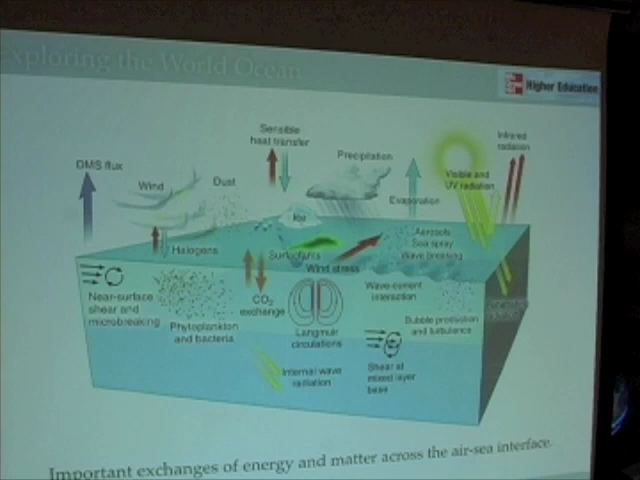 Exploring the World Ocean
Higher Education
Sensible
heat transfer
Infrared
radiation
DMS flux
Wind
Dust
Precipitation
Visible and
UV radiation
Evaporation
Ice
Halogens
Surfactants
Wind stress
Aerosols
Sea spray
Wave breaking
Near-surface
shear and
microbreaking
Phytoplankton
and bacteria
CO2
exchange
Langmuir
circulations
Wave-current
interaction
Bubble production
and turbulence
Internal wave
radiation
Shear at
mixed layer
base
Important exchanges of energy and matter across the air-sea interface.